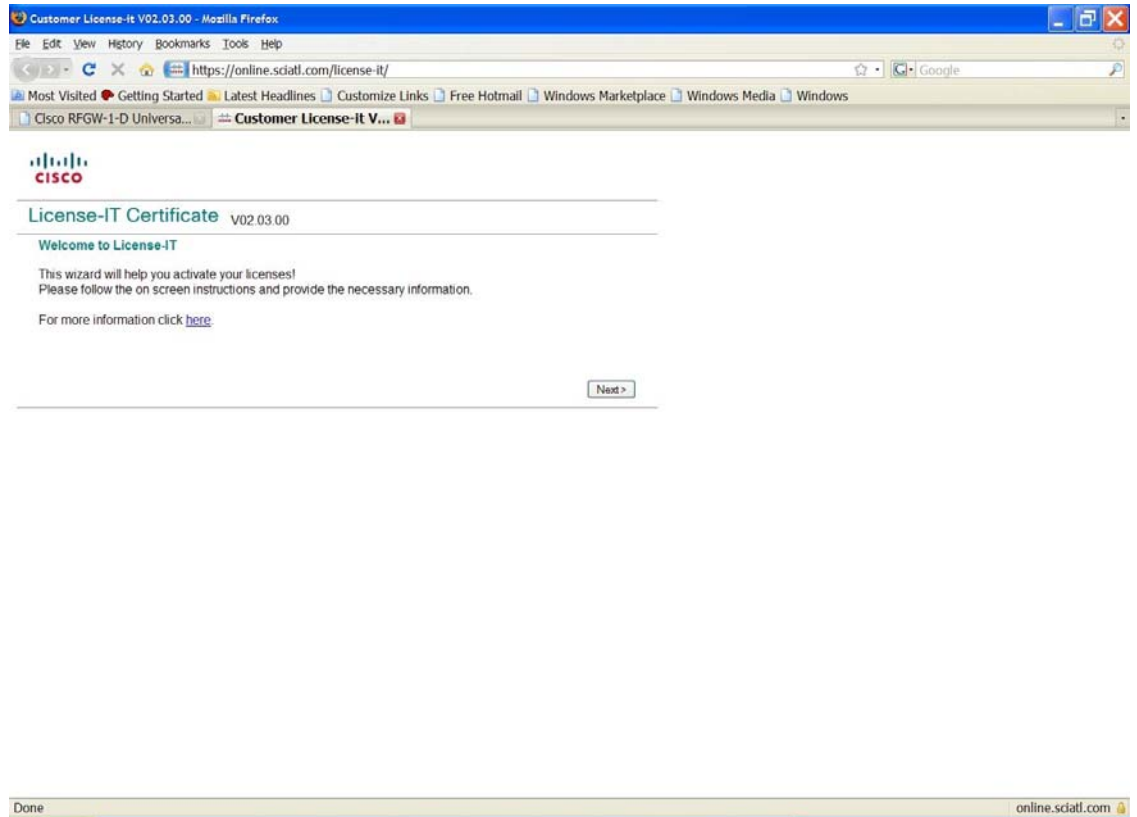 Customer License-it V02.03.00 - Mozilla Firefox
File Edit View History Bookmarks Tools Help
https://online.sciatl.com/license-it/
Google
Most Visited Getting Started Latest Headlines Customize Links Free Hotmail Windows Marketplace Windows Media Windows
Cisco RFGW-1-D Universa... Customer License-it V...
CISCO
License-IT Certificate V02.03.00
Welcome to License-IT
This wizard will help you activate your licenses!
Please follow the on screen instructions and provide the necessary information.
For more information click here.
Next >
Done
online.sciatl.com